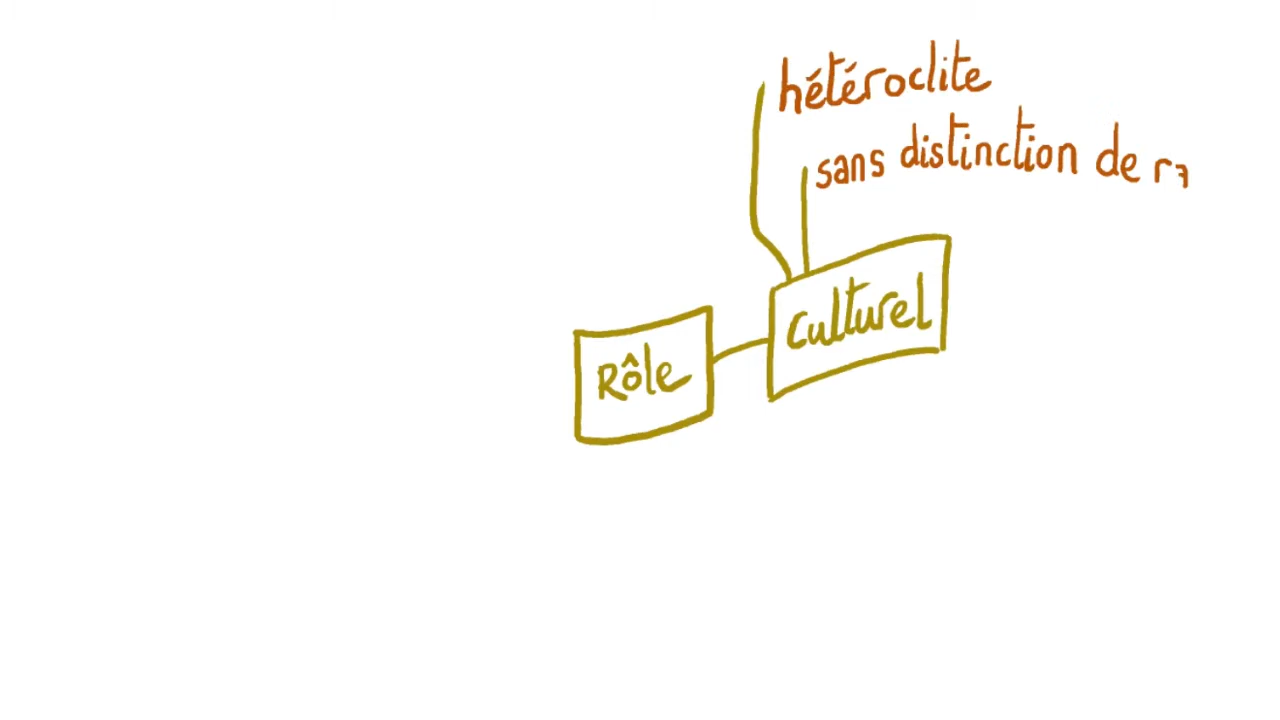 hétéroclite
sans distinction de
Culturel
Rôle